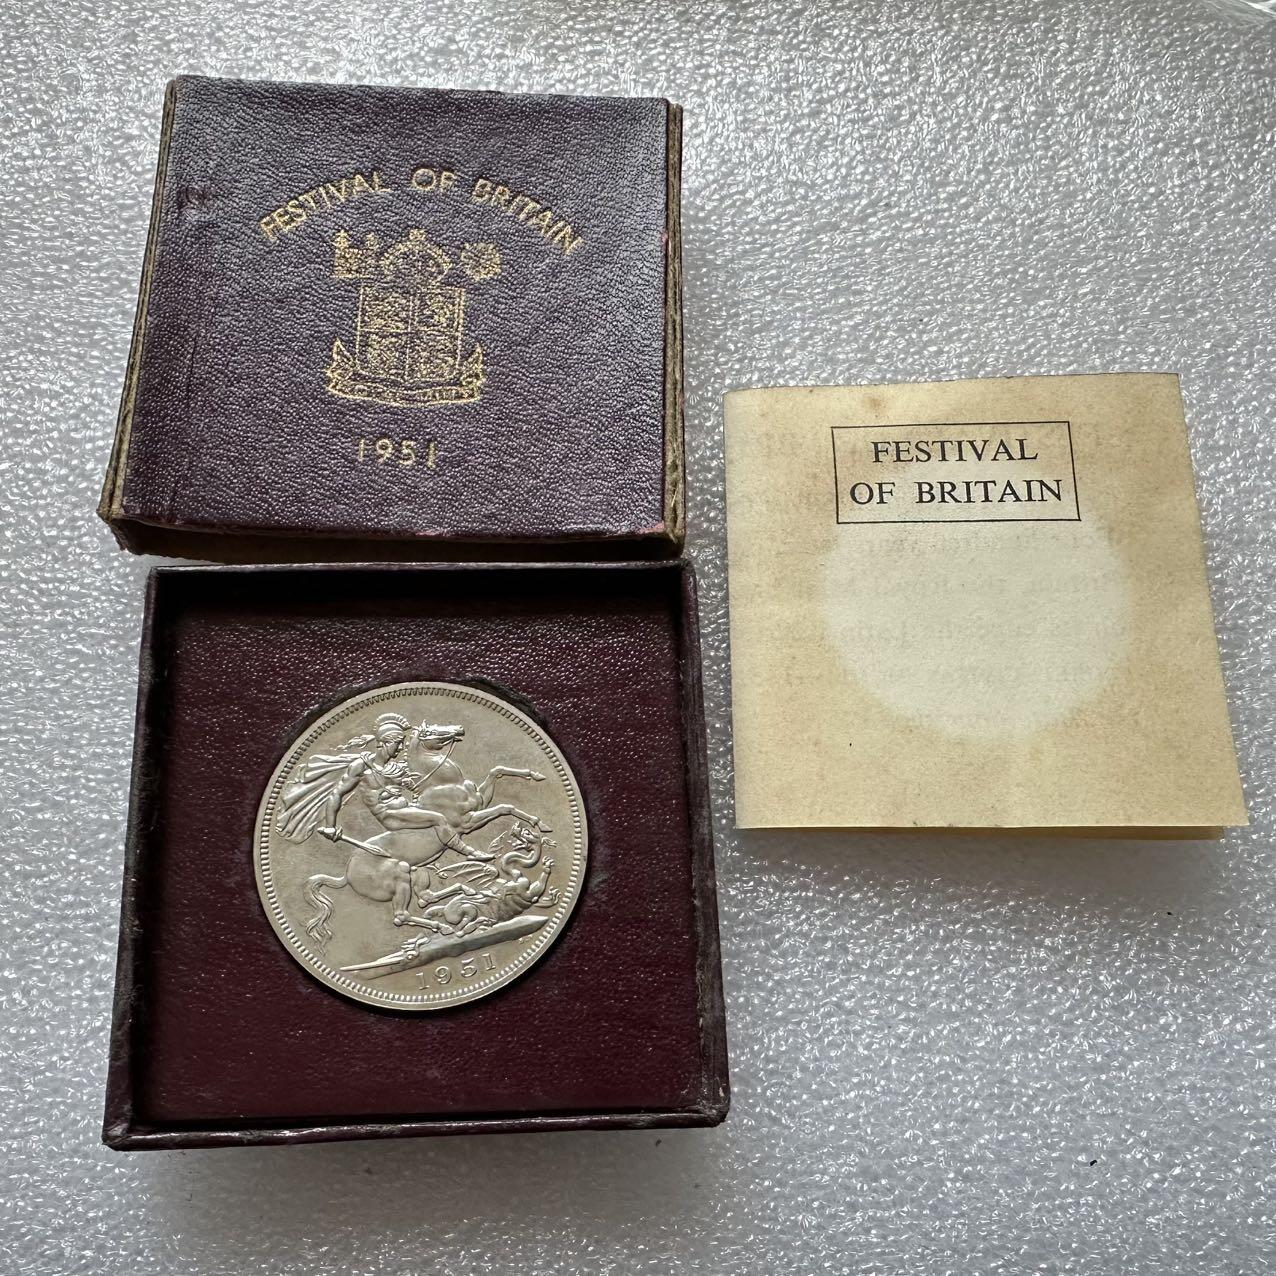 FESTIVAL OF BRITAIN
1951
FESTIVAL
OF BRITAIN
1951